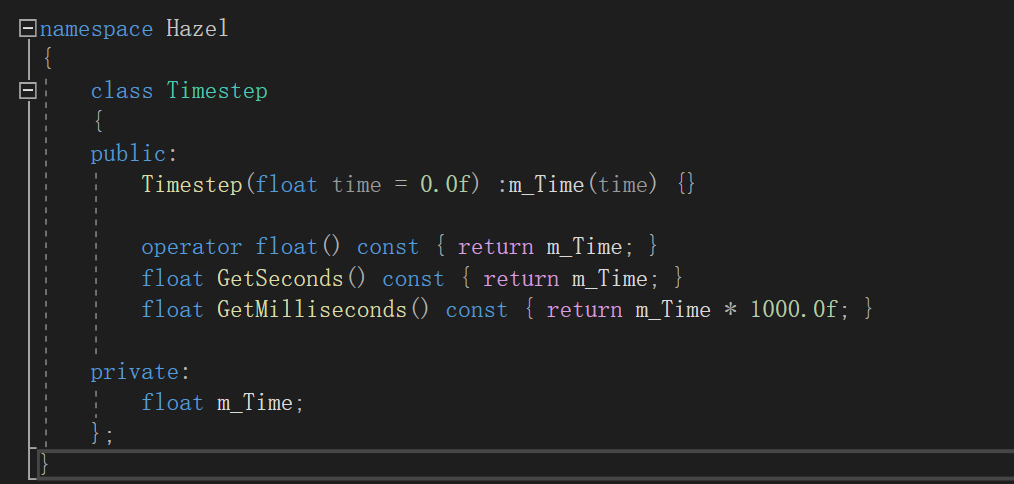 namespace Hazel
{
class Timestep
{
public:
Timestep(float time = 0.0f) :m_Time(time) {}
operator float() const { return m_Time; }
float GetSeconds() const { return m_Time; }
float GetMilliseconds() const { return m_Time * 1000.0f; }
private:
float m_Time;
};
}